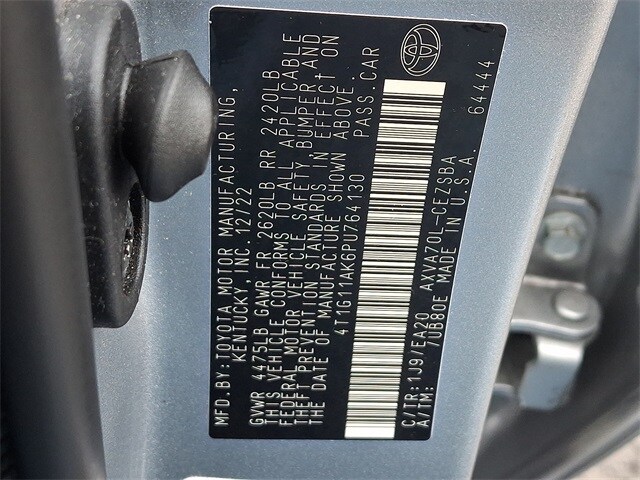 MFD. BY: TOYOTA MOTOR MANUFACTURING,
KENTUCKY, INC. 12/22
GVWR 4475LB GAWR FR 2620LB RR 2420LB
THIS VEHICLE CONFORMS TO ALL APPLICABLE
FEDERAL MOTOR VEHICLE SAFETY, BUMPER AND
THEFT PREVENTION STANDARDS IN EFFECT ON
THE DATE OF MANUFACTURE SHOWN ABOVE.
4T1G11AK6PU764130 PASS. CAR
C/TR: 1J9/EA20 AXVA70L-CEZSBA
A/TM: 7UB80E MADE IN U.S.A. 64444